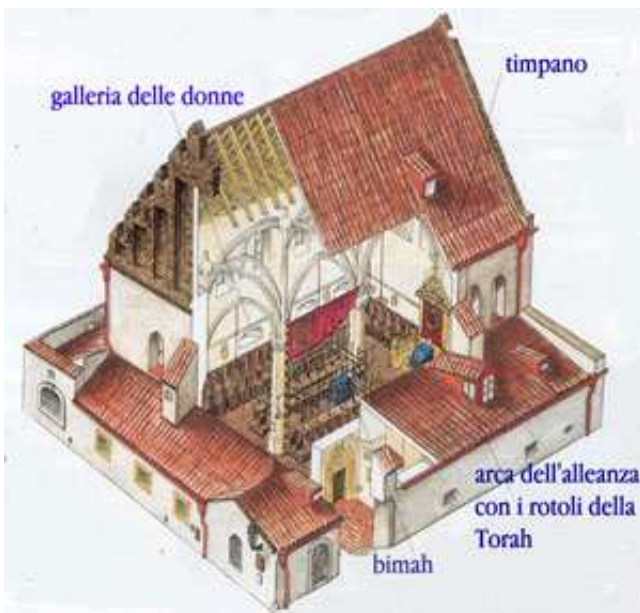 timpano
galleria delle donne
arca dell'alleanza
con i rotoli della
Torah
bimah